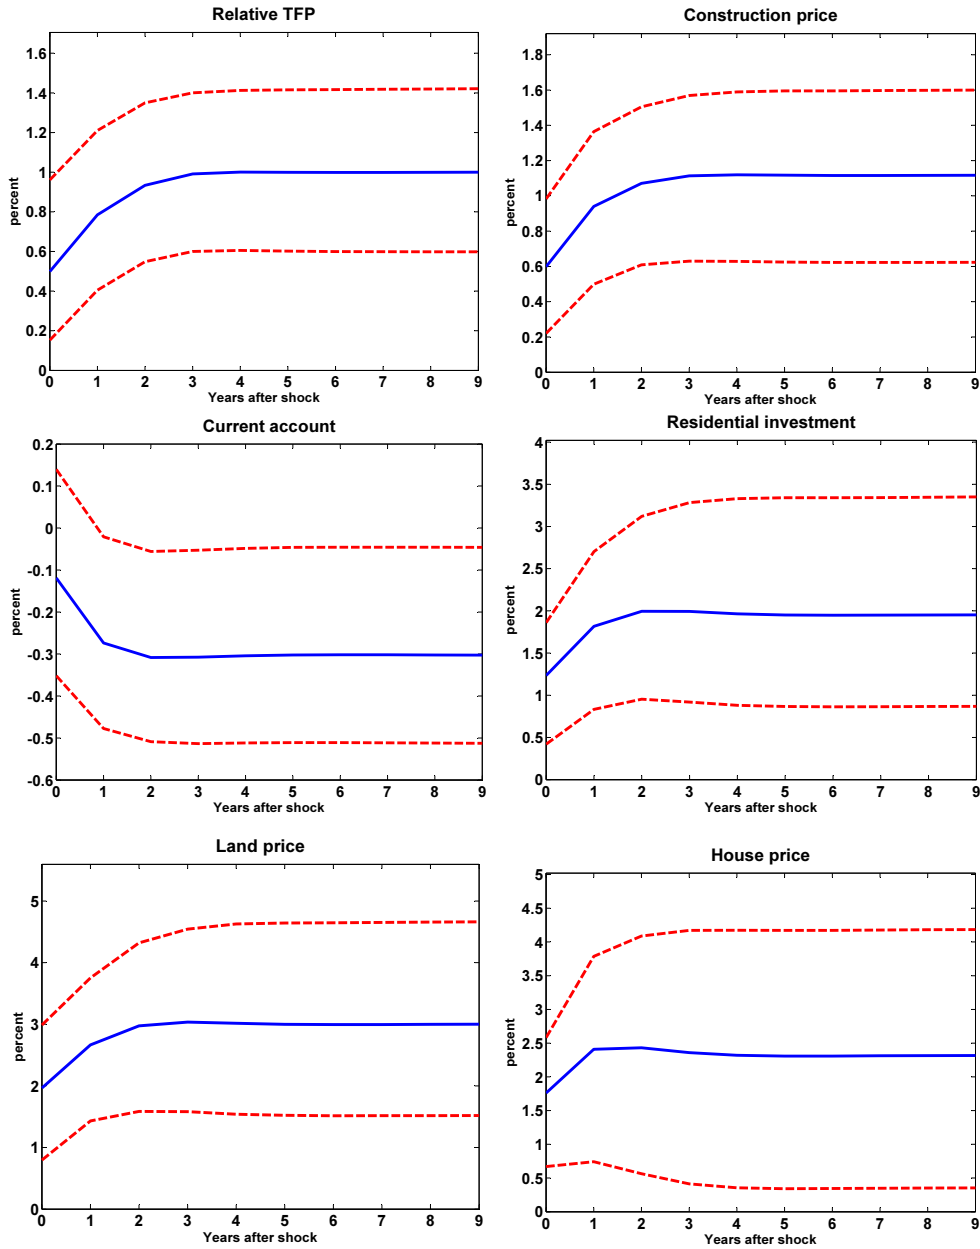 Relative TFP
percent
1.6
1.4
1.2
1
0.8
0.6
0.4
0.2
0
0 1 2 3 4 5 6 7 8 9
Years after shock
Construction price
percent
1.8
1.6
1.4
1.2
1
0.8
0.6
0.4
0.2
0
0 1 2 3 4 5 6 7 8 9
Years after shock
Current account
percent
0.2
0.1
0
-0.1
-0.2
-0.3
-0.4
-0.5
-0.6
0 1 2 3 4 5 6 7 8 9
Years after shock
Residential investment
percent
4
3.5
3
2.5
2
1.5
1
0.5
0
0 1 2 3 4 5 6 7 8 9
Years after shock
Land price
percent
5
4
3
2
1
0
0 1 2 3 4 5 6 7 8 9
Years after shock
House price
percent
5
4.5
4
3.5
3
2.5
2
1.5
1
0.5
0
0 1 2 3 4 5 6 7 8 9
Years after shock